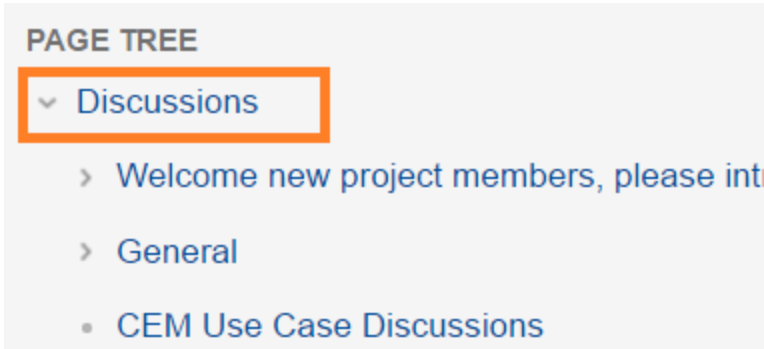 PAGE TREE
Discussions
Welcome new project members, please intr
General
CEM Use Case Discussions